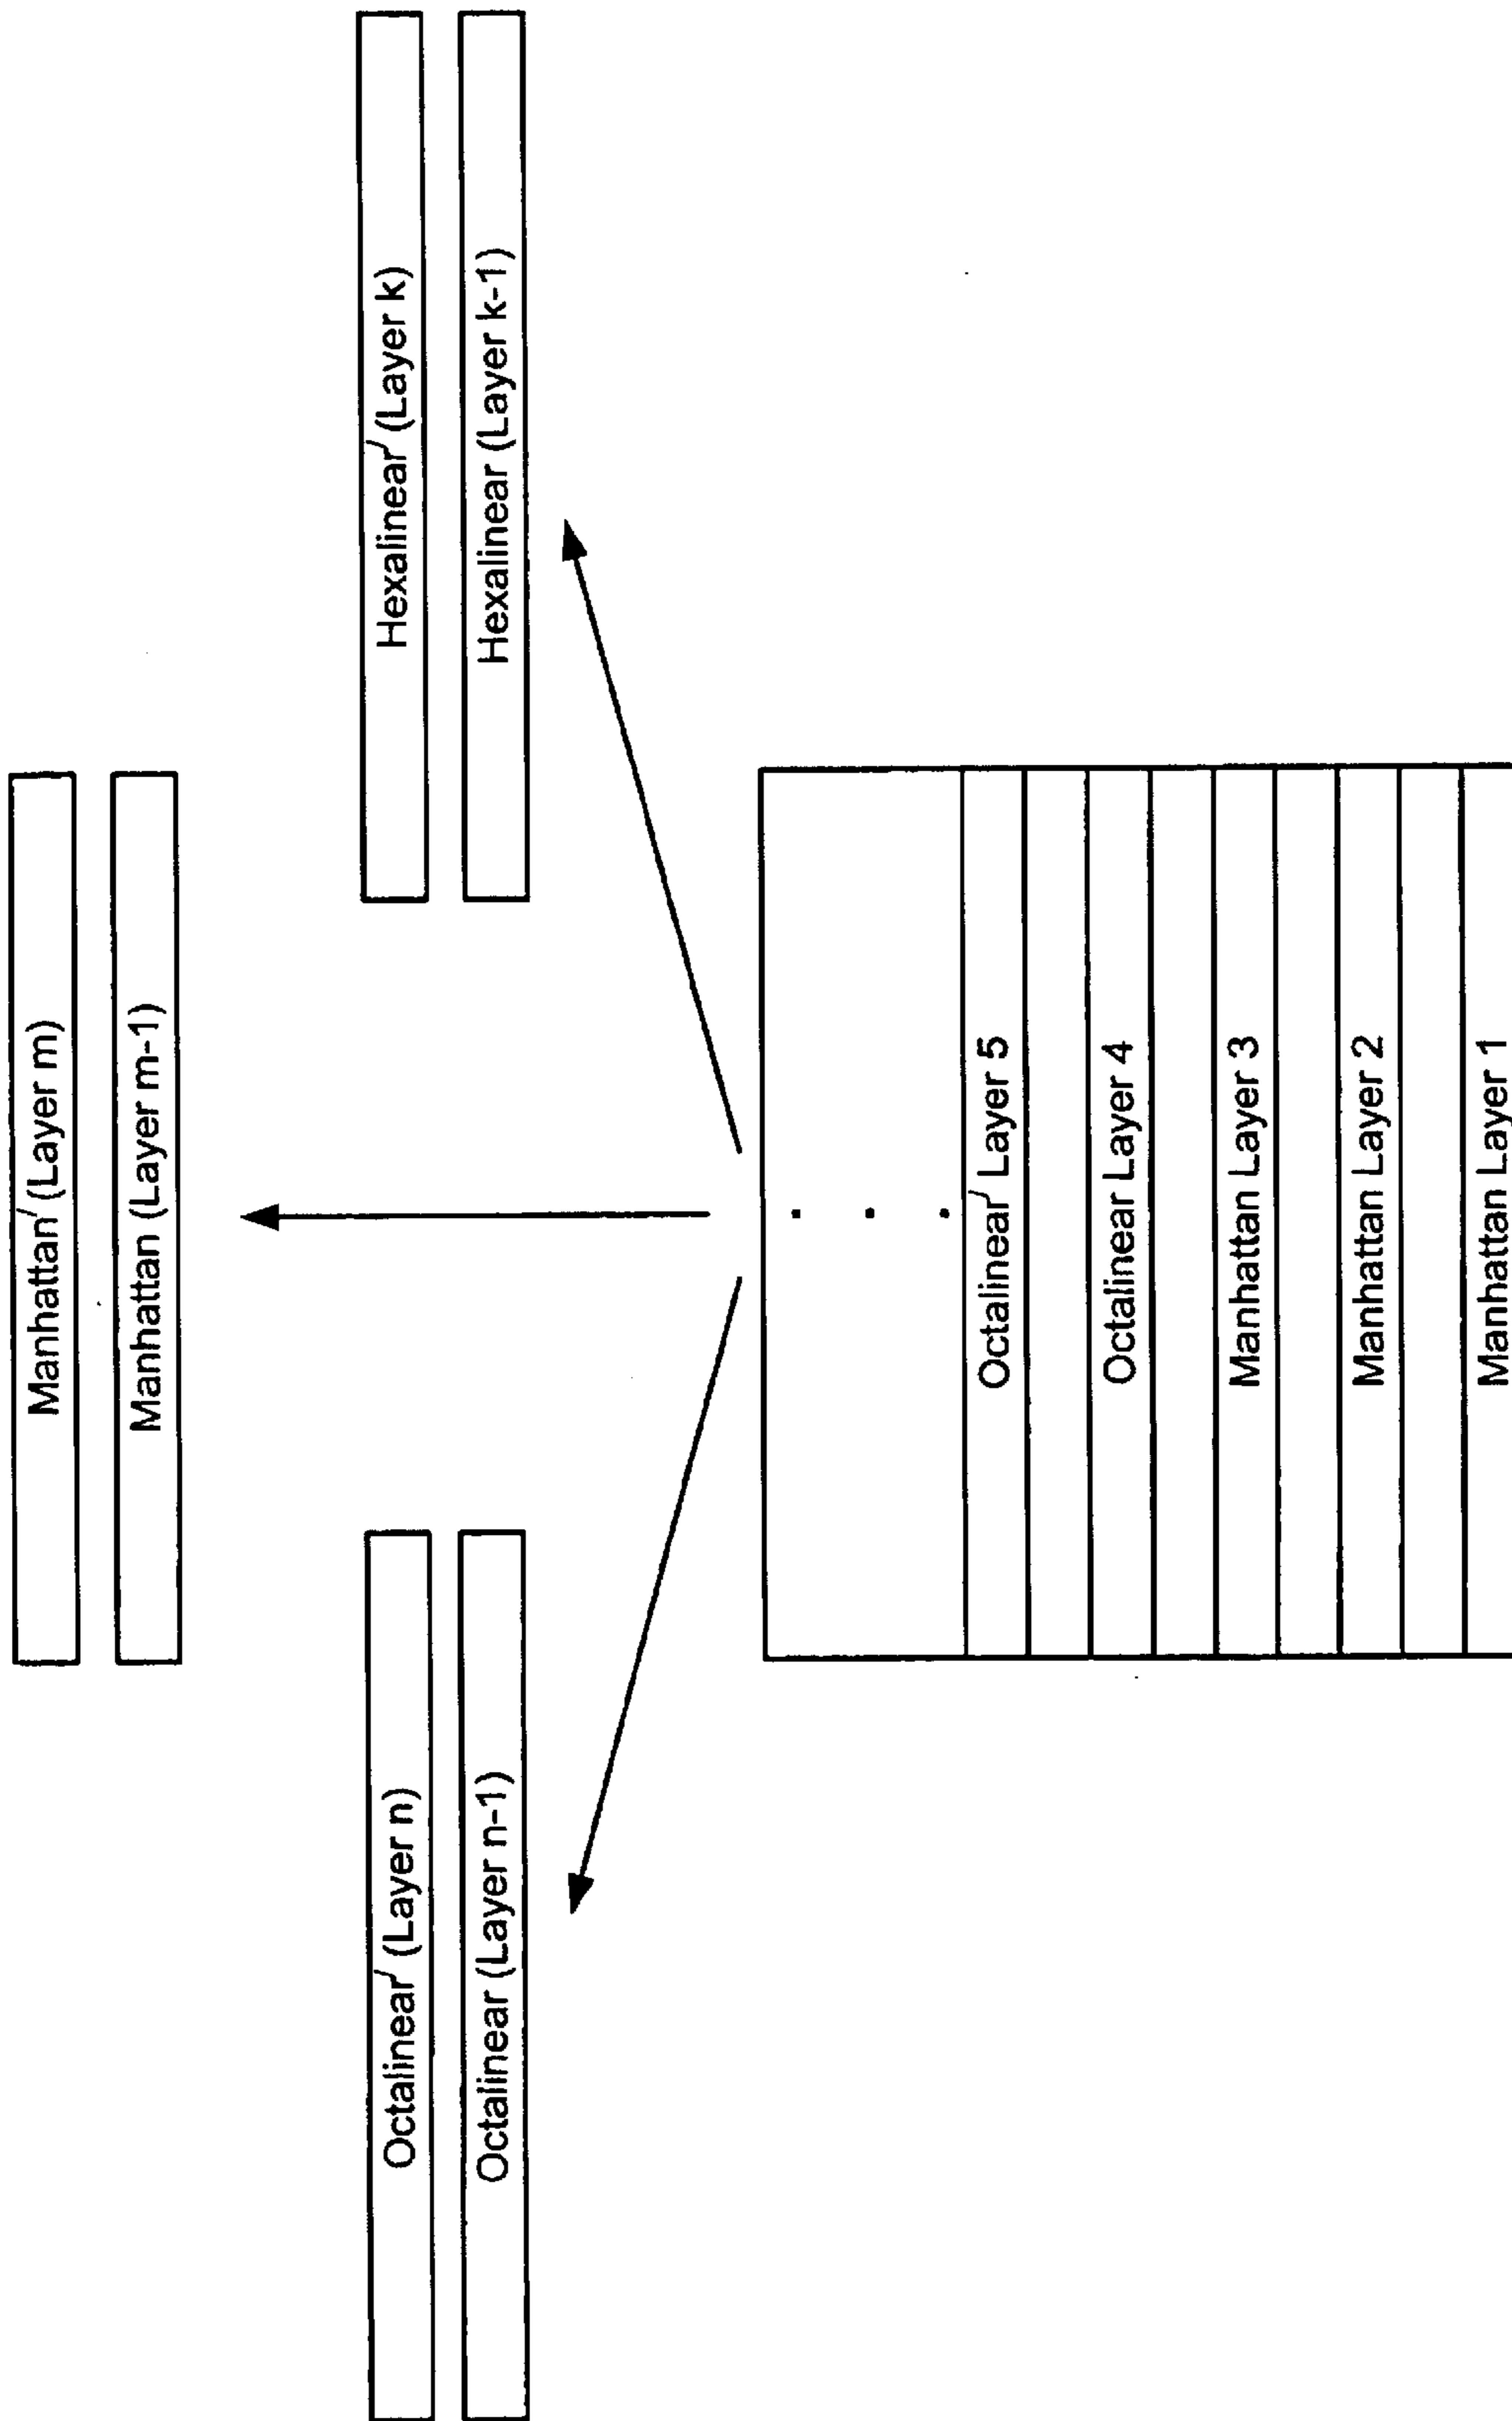 Manhattan′ (Layer m)
Manhattan (Layer m-1)
Octalinear′ (Layer n)
Octalinear (Layer n-1)
Hexalinear′ (Layer k)
Hexalinear (Layer k-1)
Octalinear′ Layer 5
Octalinear Layer 4
Manhattan Layer 3
Manhattan Layer 2
Manhattan Layer 1